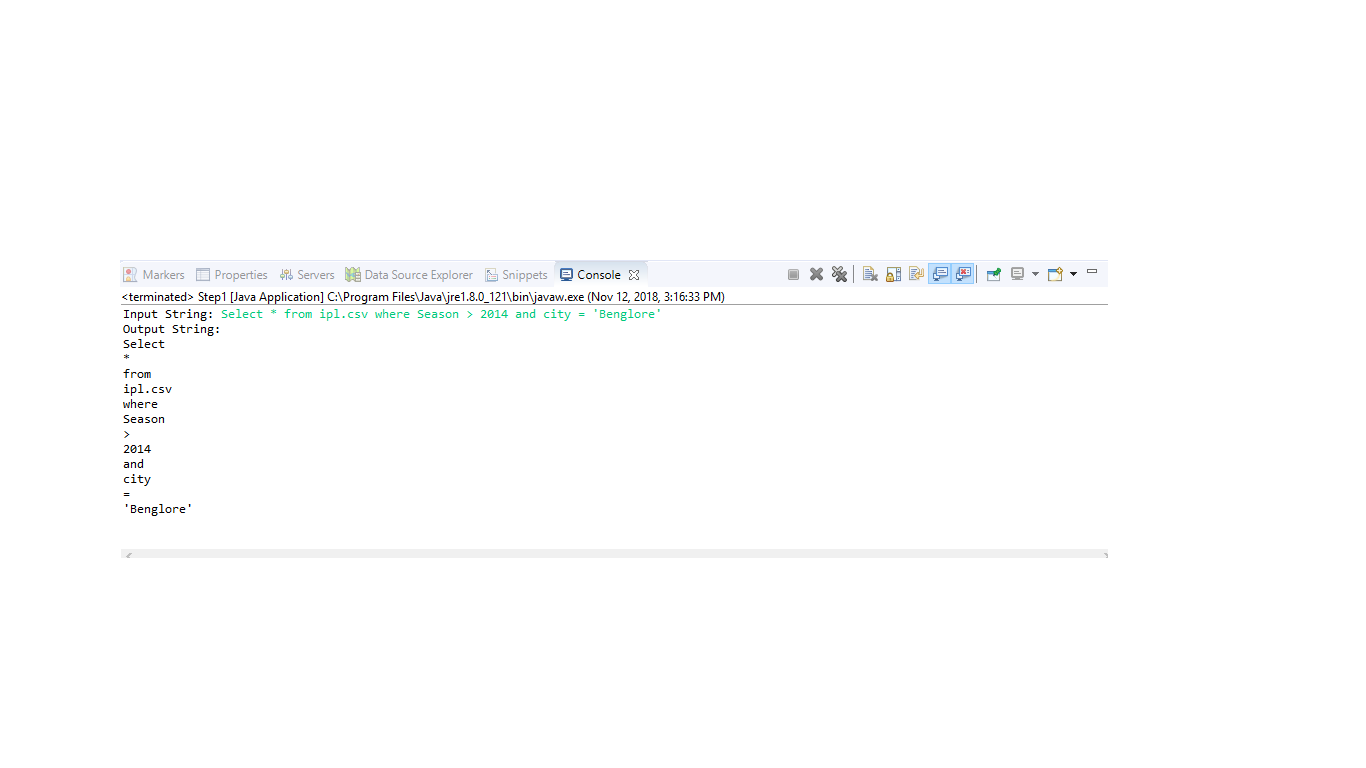 Markers Properties Servers Data Source Explorer Snippets Console
<terminated> Step1 [Java Application] C:\Program Files\Java\jre1.8.0_121\bin\javaw.exe (Nov 12, 2018, 3:16:33 PM)
Input String: Select * from ipl.csv where Season > 2014 and city = 'Benglore'
Output String:
Select
*
from
ipl.csv
where
Season
>
2014
and
city
=
'Benglore'